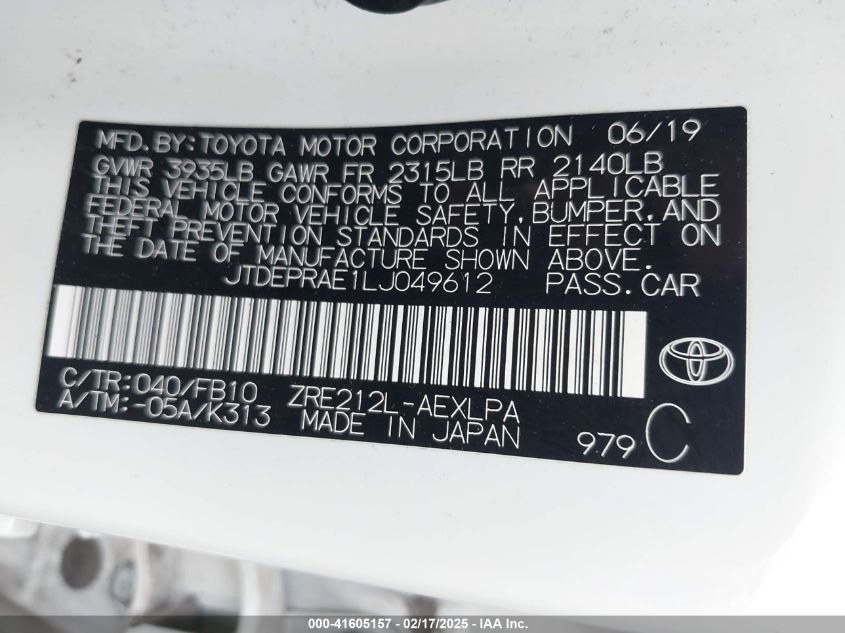 MFD.BY:TOYOTA MOTOR CORPORATION 06/19
GVWR 3935LB GAWR FR 2315LB RR 2140LB
THIS VEHICLE CONFORMS TO ALL APPLICABLE
FEDERAL MOTOR VEHICLE SAFETY,BUMPER,AND
THEFT PREVENTION STANDARDS IN EFFECT ON
THE DATE OF MANUFACTURE SHOWN ABOVE.
JTDEPRAE1LJ049612 PASS.CAR
C/TR:040/FB10 ZRE212L-AEXLPA
A/TM:-05A/K313 MADE IN JAPAN 979 C
000-41605157 - 02/17/2025 - IAA Inc.